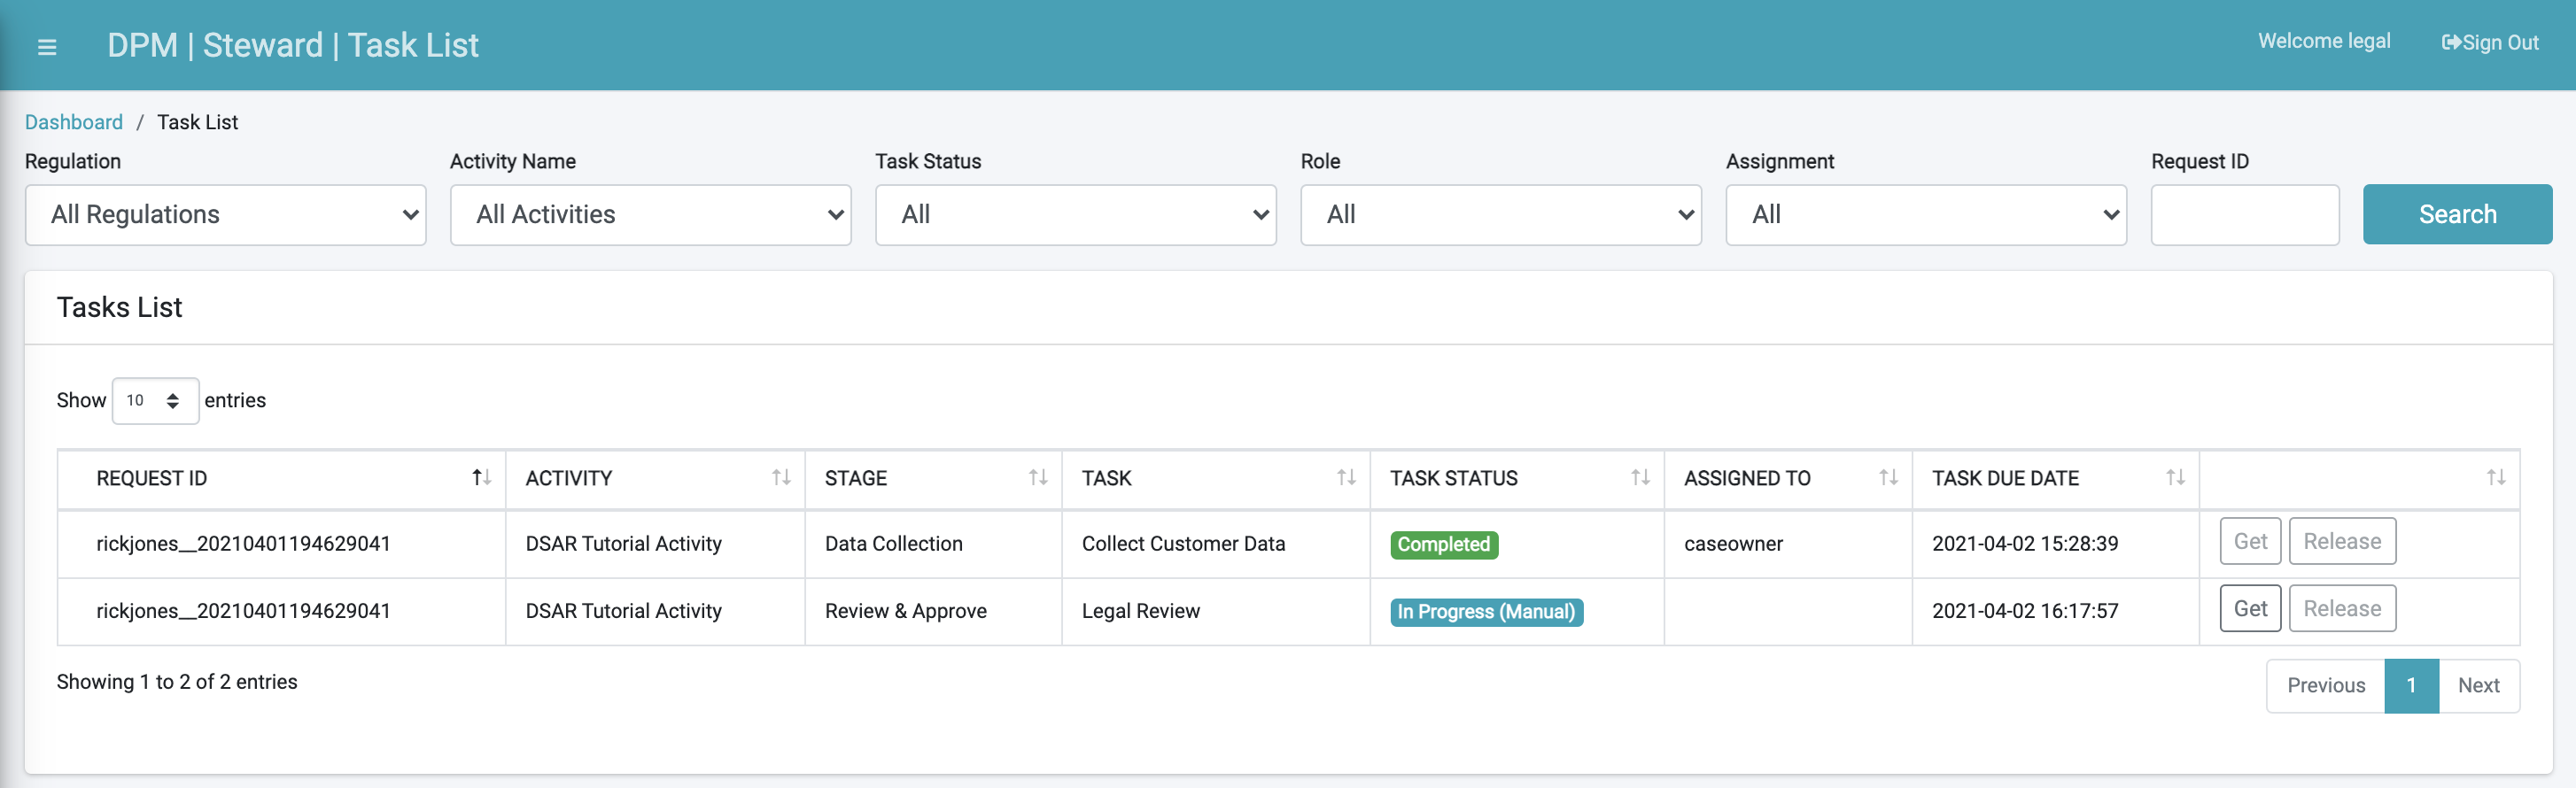 DPM | Steward | Task List
Welcome legal
Sign Out
Dashboard / Task List
Regulation Activity Name Task Status Role Assignment Request ID
All Regulations All Activities All All All Search
Tasks List
Show 10 entries
REQUEST ID ACTIVITY STAGE TASK TASK STATUS ASSIGNED TO TASK DUE DATE
rickjones__20210401194629041 DSAR Tutorial Activity Data Collection Collect Customer Data Completed caseowner 2021-04-02 15:28:39 Get Release
rickjones__20210401194629041 DSAR Tutorial Activity Review & Approve Legal Review In Progress (Manual) 2021-04-02 16:17:57 Get Release
Showing 1 to 2 of 2 entries
Previous 1 Next